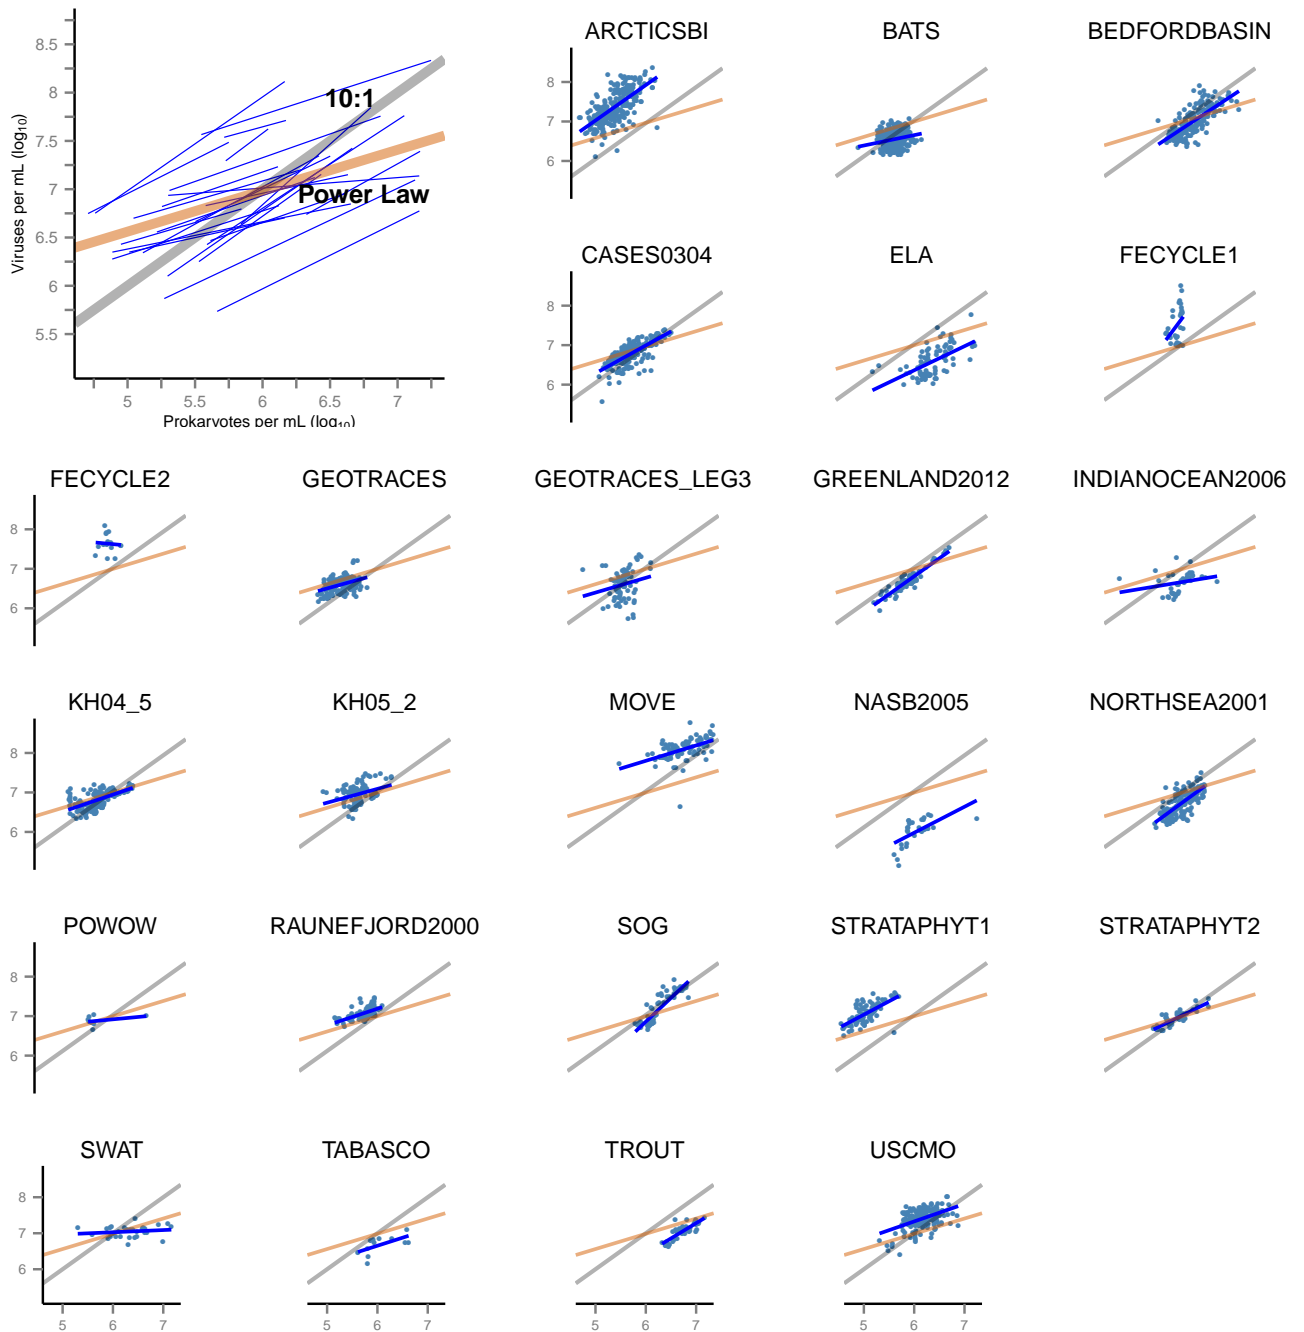 ARCTICSBI BATS BEDFORDBASIN
8.5
8
7.5
7
6.5
6
5.5
Viruses per mL (log₁₀)
10:1
Power Law
5 5.5 6 6.5 7
Prokaryotes per mL (log₁₀)
8
7
6
CASES0304 ELA FECYCLE1
8
7
6
FECYCLE2 GEOTRACES GEOTRACES_LEG3 GREENLAND2012 INDIANOCEAN2006
8
7
6
KH04_5 KH05_2 MOVE NASB2005 NORTHSEA2001
8
7
6
POWOW RAUNEFJORD2000 SOG STRATAPHYT1 STRATAPHYT2
8
7
6
SWAT TABASCO TROUT USCMO
8
7
6
5 6 7 5 6 7 5 6 7 5 6 7